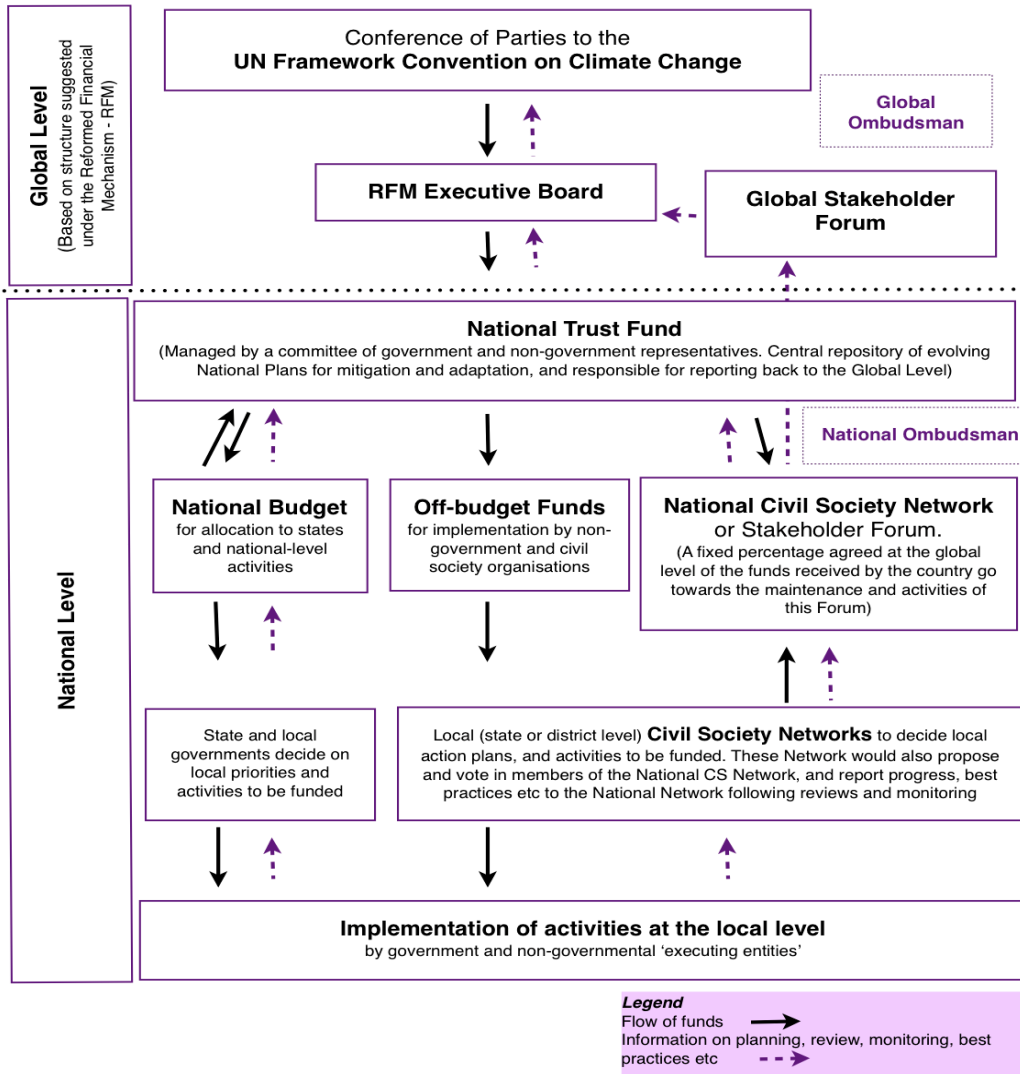 Global Level
(Based on structure suggested
under the Reformed Financial
Mechanism - RFM)
Conference of Parties to the
UN Framework Convention on Climate Change
Global
Ombudsman
RFM Executive Board
Global Stakeholder
Forum
National Level
National Trust Fund
(Managed by a committee of government and non-government representatives. Central repository of evolving
National Plans for mitigation and adaptation, and responsible for reporting back to the Global Level)
National Ombudsman
National Budget
for allocation to states
and national-level
activities
Off-budget Funds
for implementation by non-
government and civil
society organisations
National Civil Society Network
or Stakeholder Forum.
(A fixed percentage agreed at the global
level of the funds received by the country go
towards the maintenance and activities of
this Forum)
State and local
governments decide on
local priorities and
activities to be funded
Local (state or district level) Civil Society Networks to decide local
action plans, and activities to be funded. These Network would also propose
and vote in members of the National CS Network, and report progress, best
practices etc to the National Network following reviews and monitoring
Implementation of activities at the local level
by government and non-governmental ‘executing entities’
Legend
Flow of funds
Information on planning, review, monitoring, best
practices etc